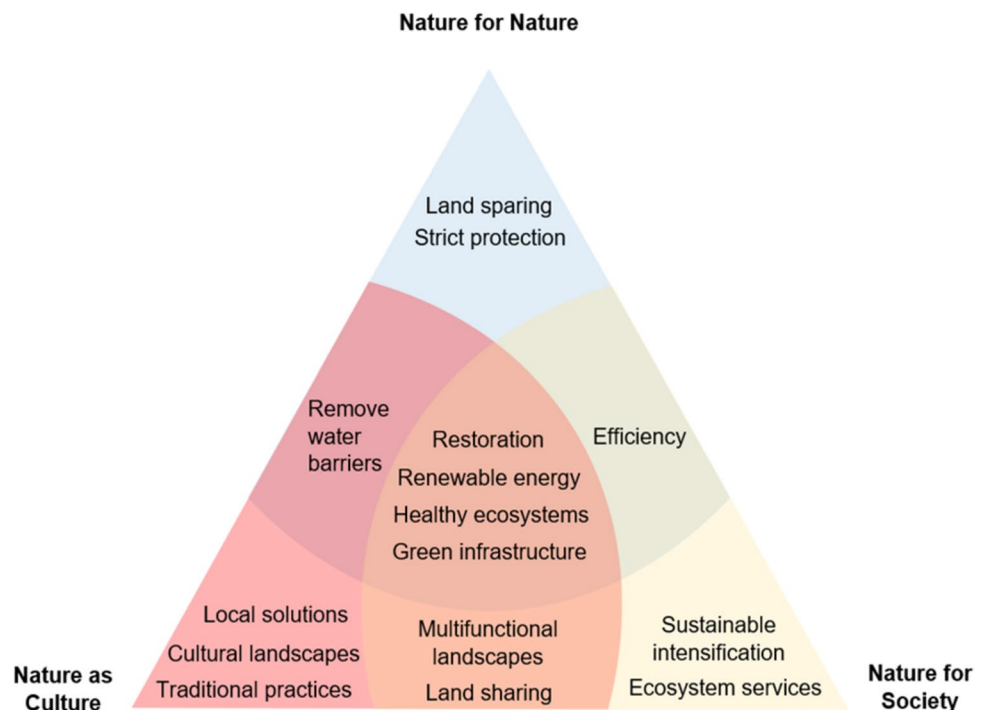 Nature for Nature
Land sparing
Strict protection
Remove
water
barriers
Restoration
Renewable energy
Healthy ecosystems
Green infrastructure
Efficiency
Local solutions
Cultural landscapes
Traditional practices
Multifunctional
landscapes
Land sharing
Sustainable
intensification
Ecosystem services
Nature as
Culture
Nature for
Society